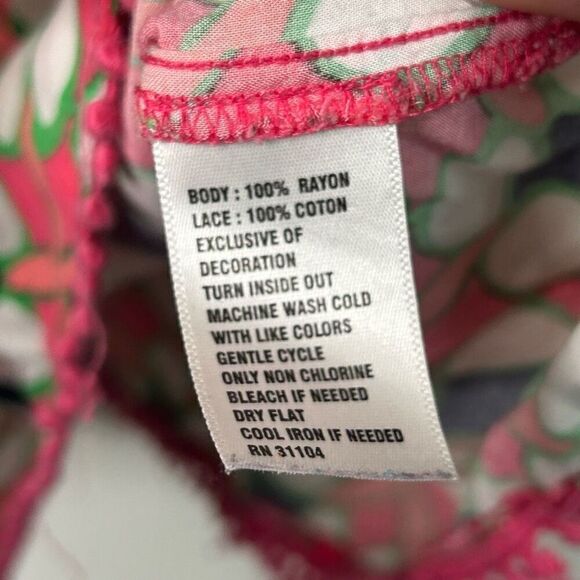 BODY : 100% RAYON
LACE : 100% COTON
EXCLUSIVE OF
DECORATION
TURN INSIDE OUT
MACHINE WASH COLD
WITH LIKE COLORS
GENTLE CYCLE
ONLY NON CHLORINE
BLEACH IF NEEDED
DRY FLAT
COOL IRON IF NEEDED
RN 31104